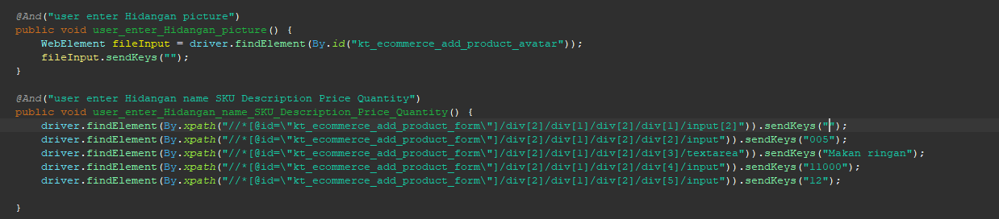 @And("user enter Hidangan picture")
public void user_enter_Hidangan_picture() {
WebElement fileInput = driver.findElement(By.id("kt_ecommerce_add_product_avatar"));
fileInput.sendKeys("");
}
@And("user enter Hidangan name SKU Description Price Quantity")
public void user_enter_Hidangan_name_SKU_Description_Price_Quantity() {
driver.findElement(By.xpath("//*[@id=\"kt_ecommerce_add_product_form\"]/div[2]/div[1]/div[2]/div[1]/input[2]")).sendKeys("");
driver.findElement(By.xpath("//*[@id=\"kt_ecommerce_add_product_form\"]/div[2]/div[1]/div[2]/div[2]/input")).sendKeys("005");
driver.findElement(By.xpath("//*[@id=\"kt_ecommerce_add_product_form\"]/div[2]/div[1]/div[2]/div[3]/textarea")).sendKeys("Makan ringan");
driver.findElement(By.xpath("//*[@id=\"kt_ecommerce_add_product_form\"]/div[2]/div[1]/div[2]/div[4]/input")).sendKeys("11000");
driver.findElement(By.xpath("//*[@id=\"kt_ecommerce_add_product_form\"]/div[2]/div[1]/div[2]/div[5]/input")).sendKeys("12");
}